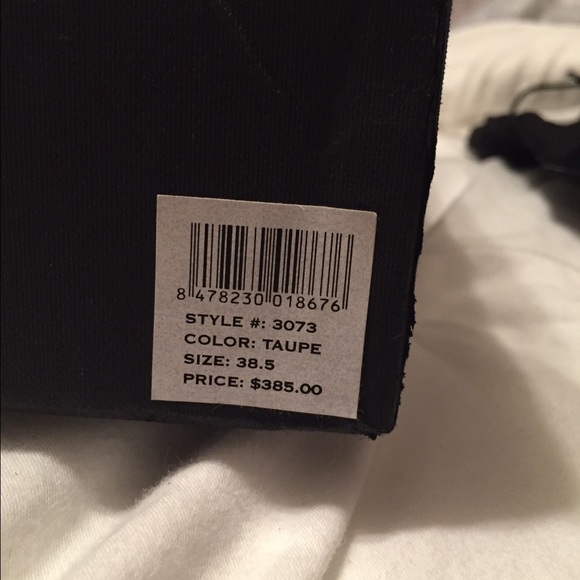 8 478230 018676
STYLE #: 3073
COLOR: TAUPE
SIZE: 38.5
PRICE: $385.00